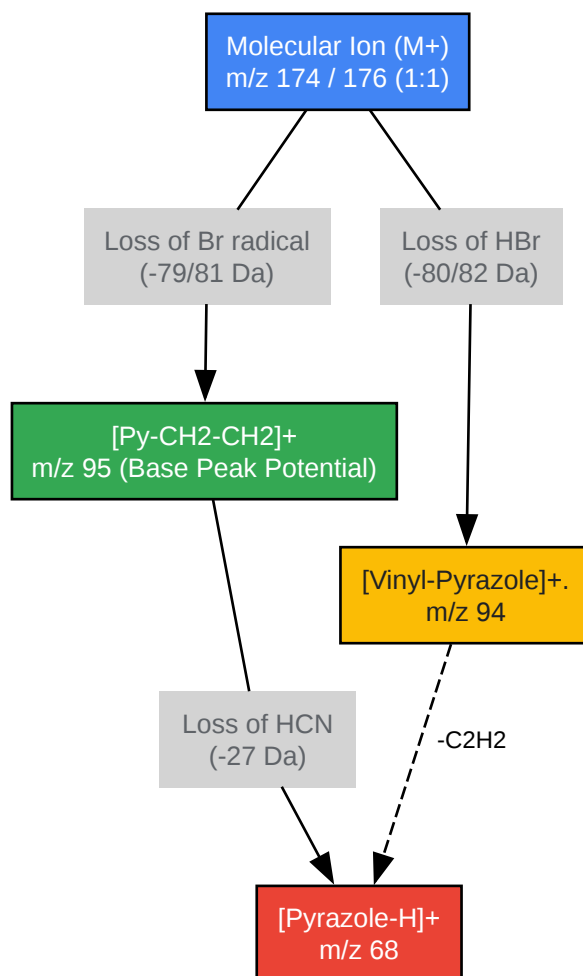 Molecular Ion (M+)
m/z 174 / 176 (1:1)
Loss of Br radical
(-79/81 Da)
Loss of HBr
(-80/82 Da)
[Py-CH2-CH2]+
m/z 95 (Base Peak Potential)
[Vinyl-Pyrazole]+.
m/z 94
Loss of HCN
(-27 Da)
-C2H2
[Pyrazole-H]+
m/z 68